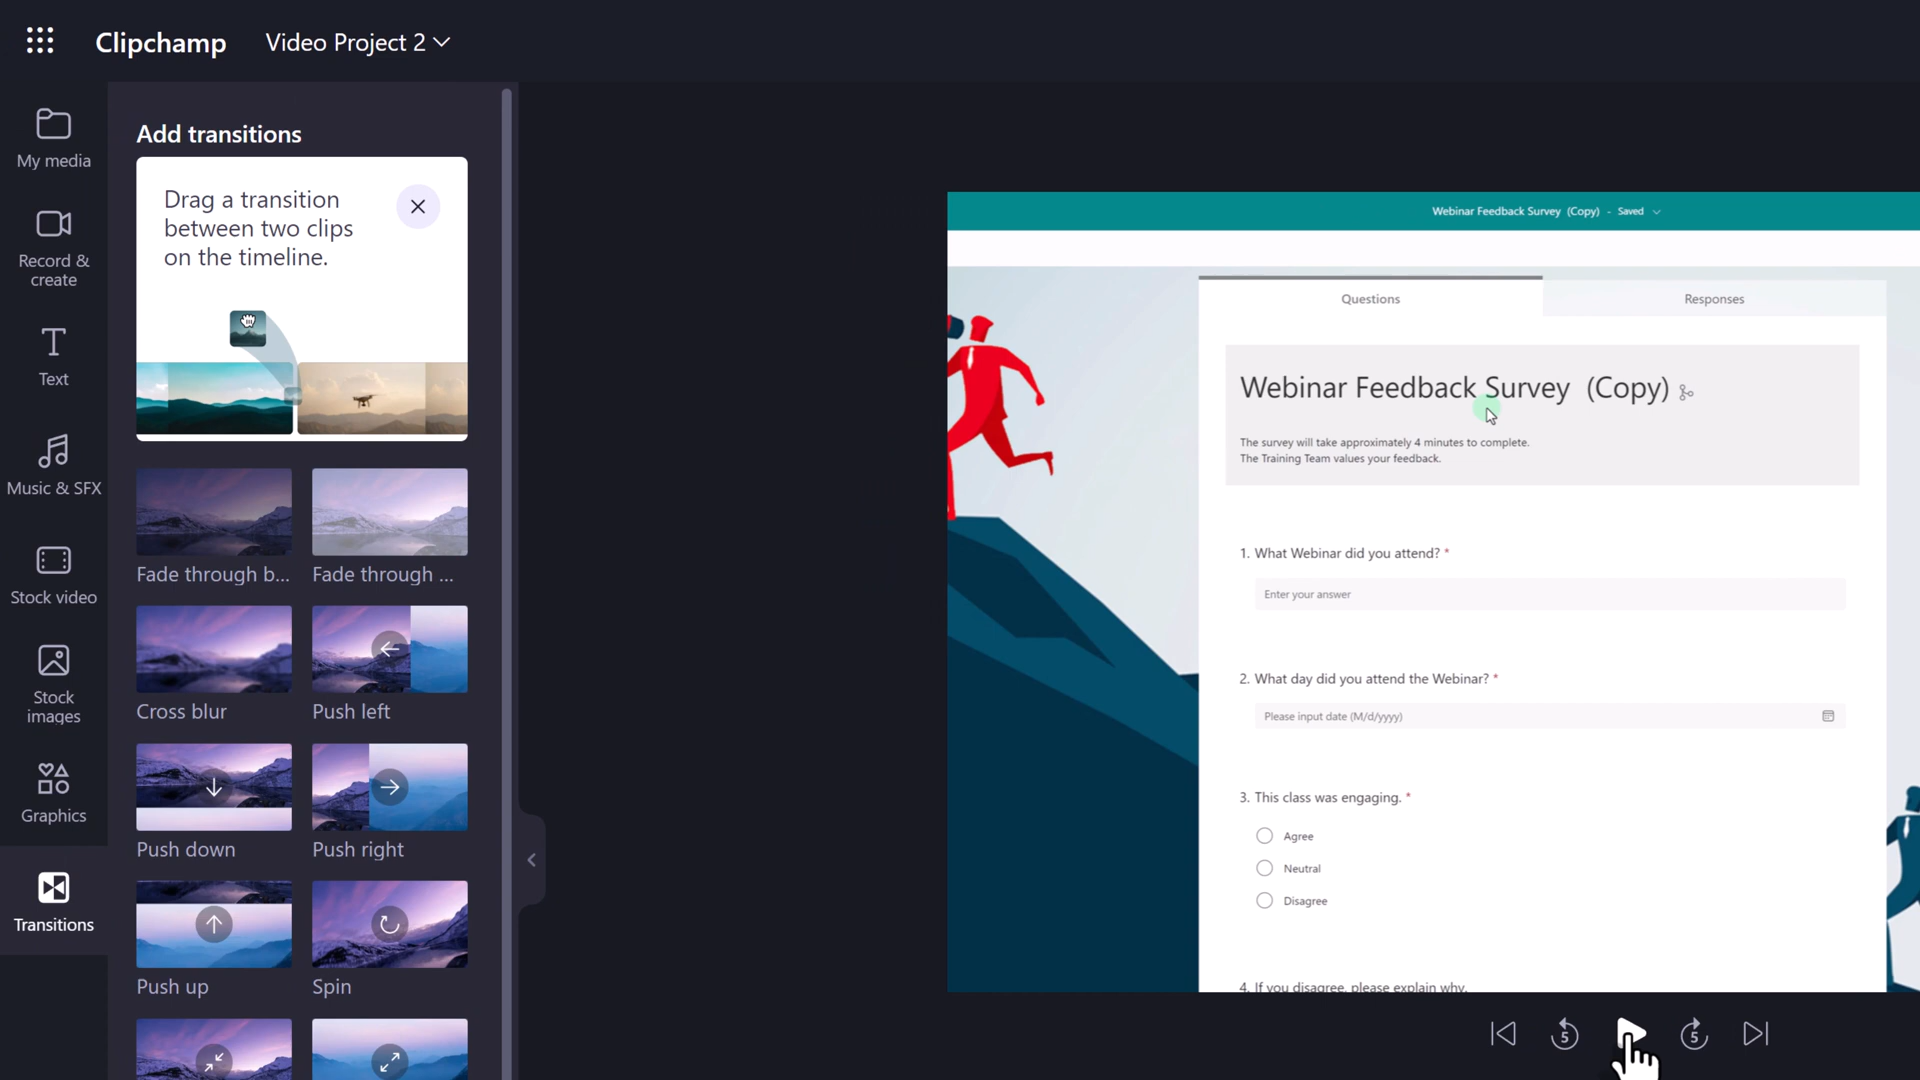 Clipchamp
Video Project 2
My media
Record &
create
Text
Music & SFX
Stock video
Stock
images
Graphics
Transitions
Add transitions
Drag a transition
between two clips
on the timeline.
Fade through b...
Fade through ...
Cross blur
Push left
Push down
Push right
Push up
Spin
Webinar Feedback Survey (Copy) - Saved
Questions
Responses
Webinar Feedback Survey (Copy)
The survey will take approximately 4 minutes to complete.
The Training Team values your feedback.
1. What Webinar did you attend? *
Enter your answer
2. What day did you attend the Webinar? *
Please input date (M/d/yyyy)
3. This class was engaging. *
Agree
Neutral
Disagree
4. If you disagree, please explain why.
5
5